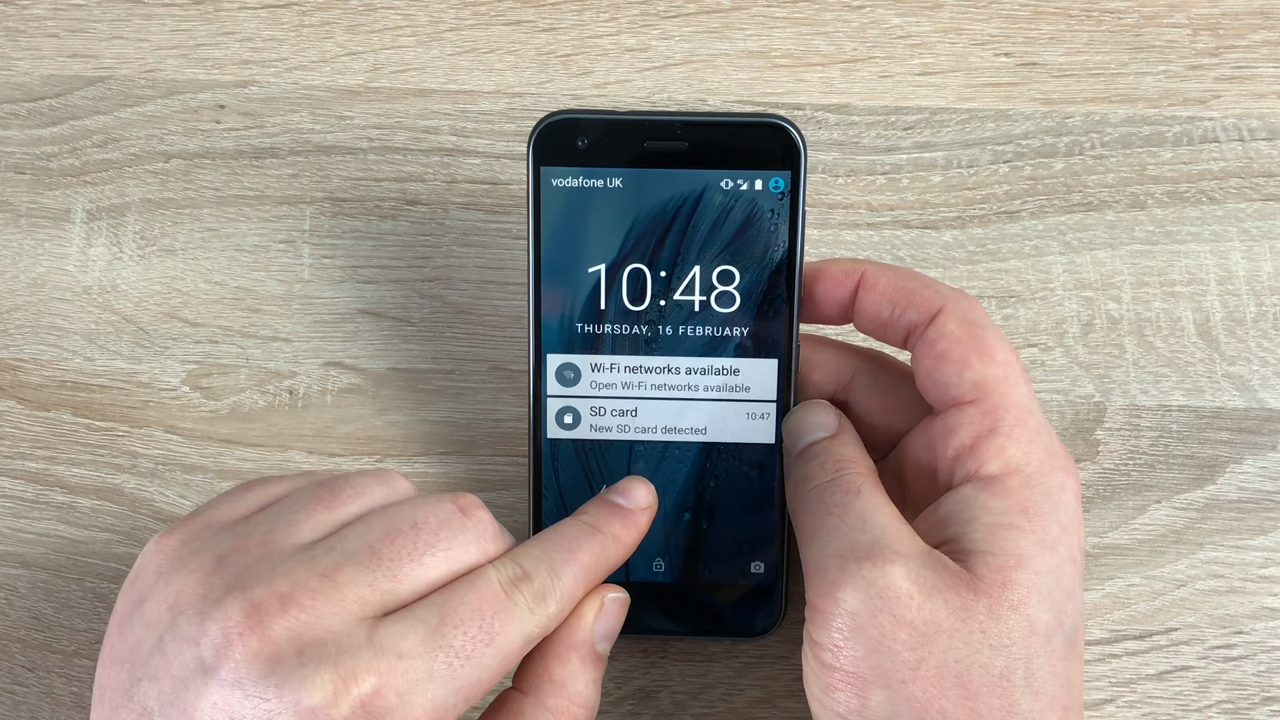 vodafone UK
10:48
THURSDAY, 16 FEBRUARY
Wi-Fi networks available
Open Wi-Fi networks available
SD card 10:47
New SD card detected